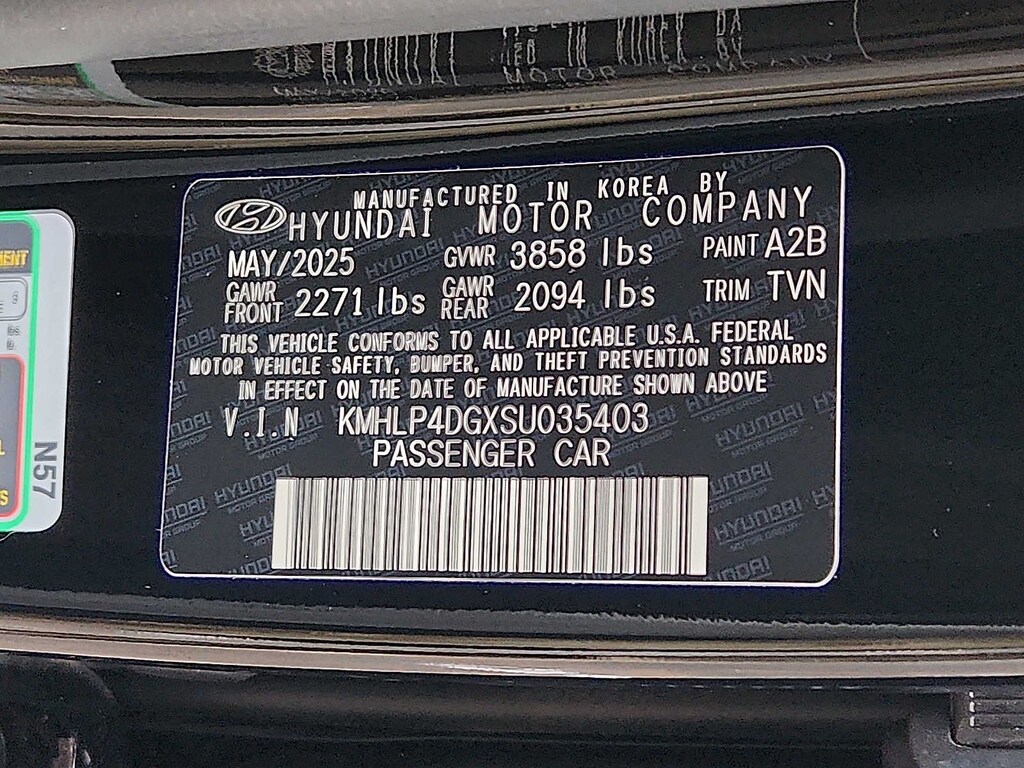 MANUFACTURED IN KOREA BY
HYUNDAI MOTOR COMPANY
MAY/2025 GVWR 3858 lbs PAINT A2B
GAWR FRONT 2271 lbs GAWR REAR 2094 lbs TRIM TVN
THIS VEHICLE CONFORMS TO ALL APPLICABLE U.S.A. FEDERAL
MOTOR VEHICLE SAFETY, BUMPER, AND THEFT PREVENTION STANDARDS
IN EFFECT ON THE DATE OF MANUFACTURE SHOWN ABOVE
V.I.N KMHLP4DGXSU035403
PASSENGER CAR
N57